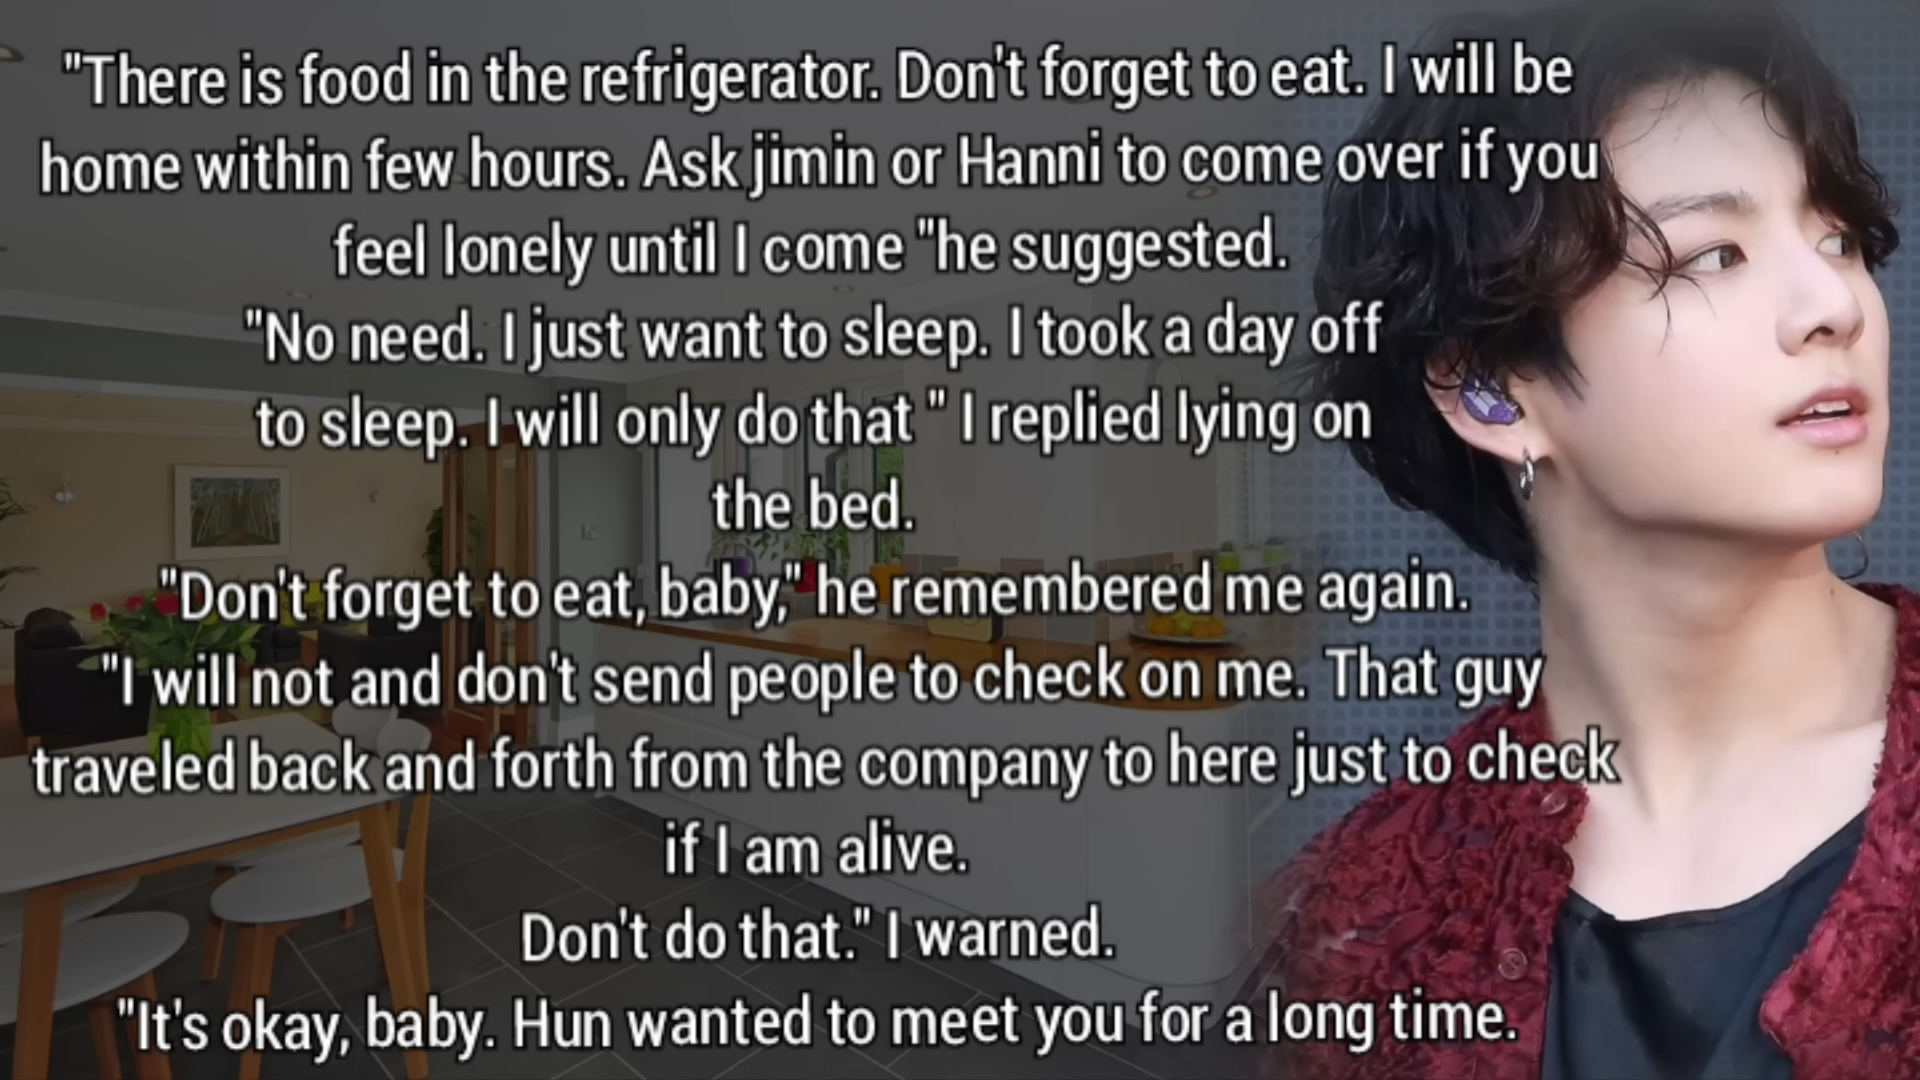 "There is food in the refrigerator. Don't forget to eat. I will be
home within few hours. Ask jimin or Hanni to come over if you
feel lonely until I come "he suggested.
"No need. I just want to sleep. I took a day off
to sleep. I will only do that " I replied lying on
the bed.
"Don't forget to eat, baby," he remembered me again.
"I will not and don't send people to check on me. That guy
traveled back and forth from the company to here just to check
if I am alive.
Don't do that." I warned.
"It's okay, baby. Hun wanted to meet you for a long time.